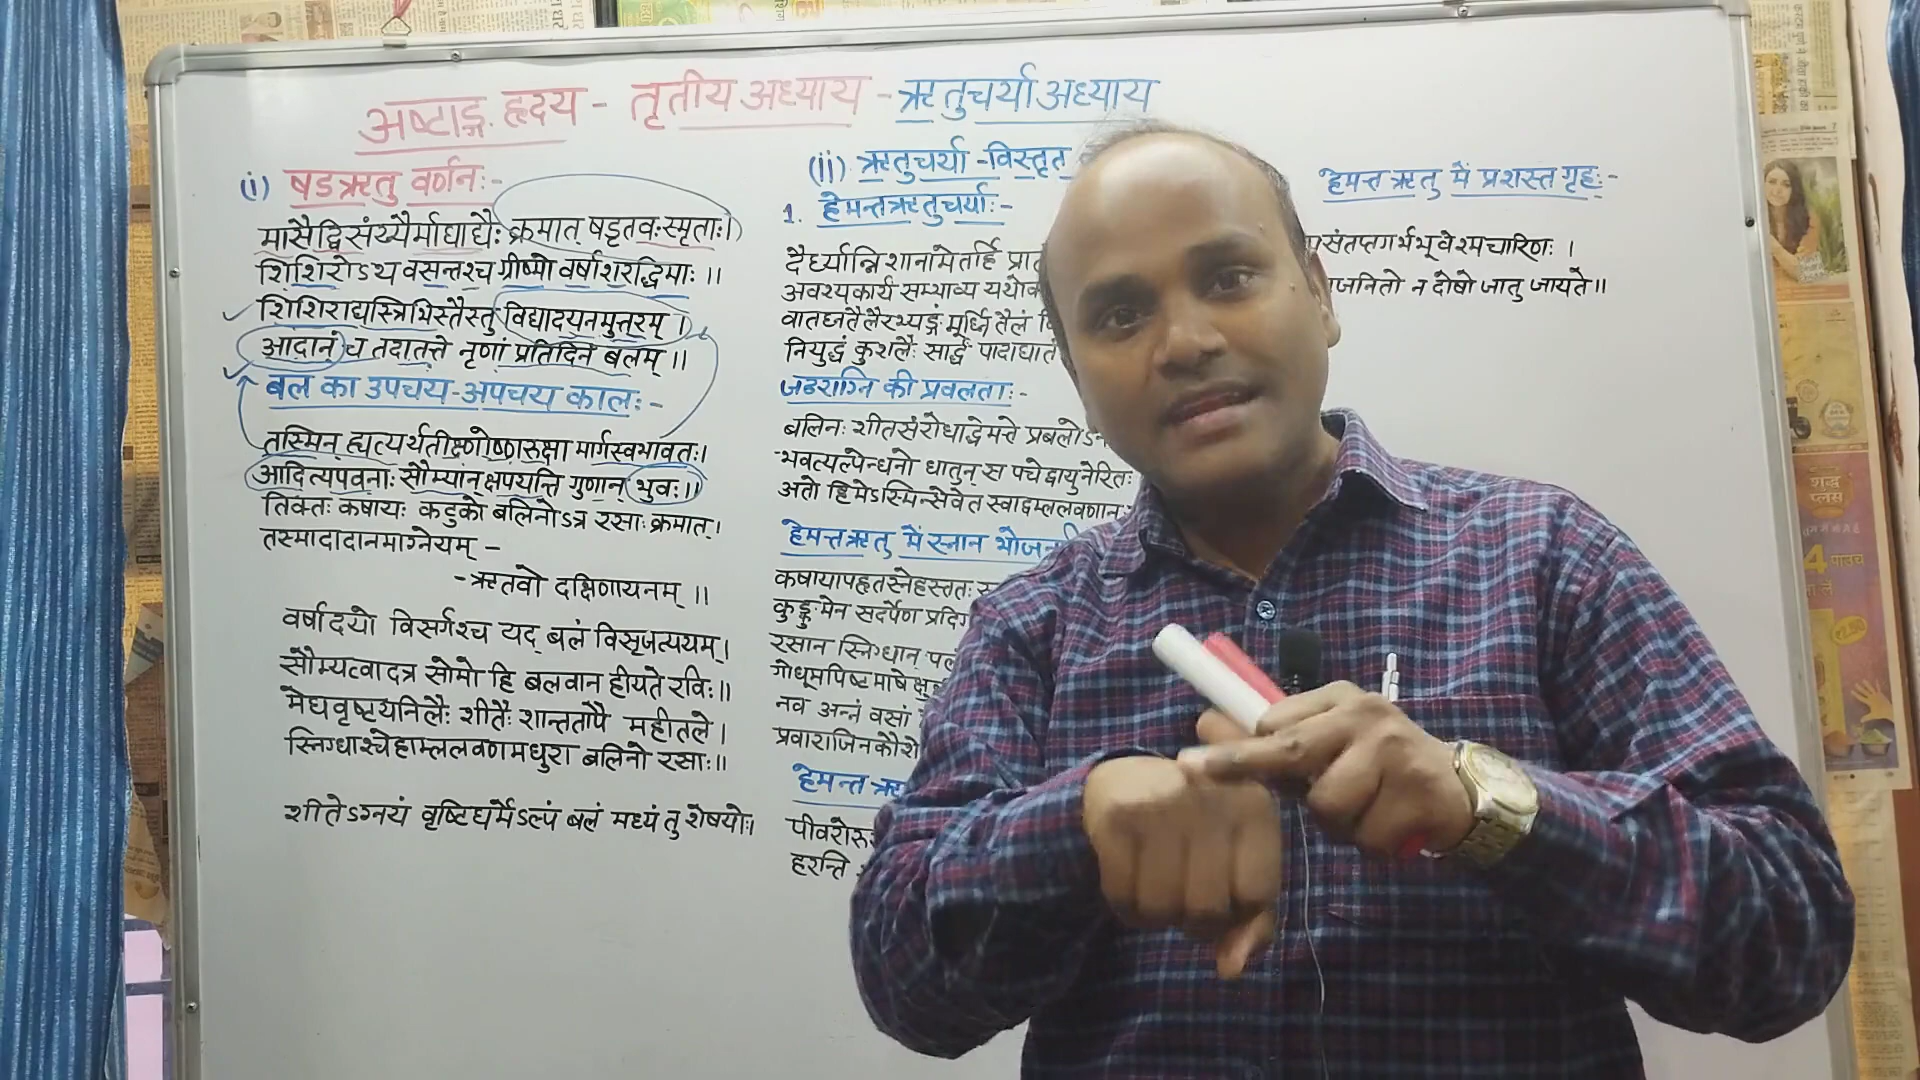 अष्टाङ्ग हृदय - तृतीय अध्याय - ऋतुचर्या अध्याय
(i) षडऋतु वर्णनः-
मासैर्द्विसंख्यैर्माघाद्यैः क्रमात् षडृतवः स्मृताः।
शिशिरोऽथ वसन्तश्च ग्रीष्मो वर्षाशरद्धिमाः ।।
शिशिराद्यस्त्रिभिस्तैस्तु विद्यादयनमुत्तरम् ।
आदानं च तदातत्ते नृणां प्रतिदिनं बलम् ।।
बल का उपचय-अपचय कालः-
तस्मिन् ह्यत्यर्थतीक्ष्णोष्णरुक्षा मार्गस्वभावतः।
आदित्यपवनाः सौम्यान् क्षपयन्ति गुणान् भुवः।।
तिक्तः कषायः कटुको बलिनोऽत्र रसाः क्रमात्।
तस्मादादानमाग्नेयम् -
- ऋतवो दक्षिणायनम् ।।
वर्षादयो विसर्गश्च यद् बलं विसृजत्ययम्।
सौम्यत्वादत्र सोमो हि बलवान हीयते रविः।।
मेघवृष्ट्यनिलैः शीतैः शान्ततापै महीतले ।
स्निग्धाश्चेहाम्ललवणमधुरा बलिनो रसाः।।
शीतेऽग्नयं वृष्टिघर्मेऽल्पं बलं मध्यं तु शेषयोः।
(ii) ऋतुचर्या -विस्तृत
1. हेमन्तऋतुचर्याः-
दैर्ध्यान्निशानामेतर्हि
अवश्यकार्यं सम्भाव्य
वातघ्नतैलैरभ्यङ्गं मूर्ध्नि तैलं
नियुद्धं कुशलैः सार्द्धं
जठराग्नि की प्रबलताः-
बलिनः शीतसंरोधाद्धेमन्ते
भवत्यल्पेन्धनो धातुन् स पचेद्वायुनेरितः
अतो हिमेऽस्मिन्सेवेत स्वाद्वम्ललवणान्
हेमन्तऋतु में स्नान
कषायापहृतस्नेहस्ततः
कुङ्कुमेन सदर्पेण
रसान स्निग्धान्
गोधूमपिष्टमाषेक्षु
नव अन्नं वसां
प्रवाराजिनकौशे
हेमन्त
पीवरोरू
हरन्ति
हेमन्त ऋतु में प्रशस्त गृहः-
संतप्तगर्भभूवेश्मचारिणः ।
जनितो न दोषो जातु जायते।।
शुद्ध
प्लस
4 पाउच